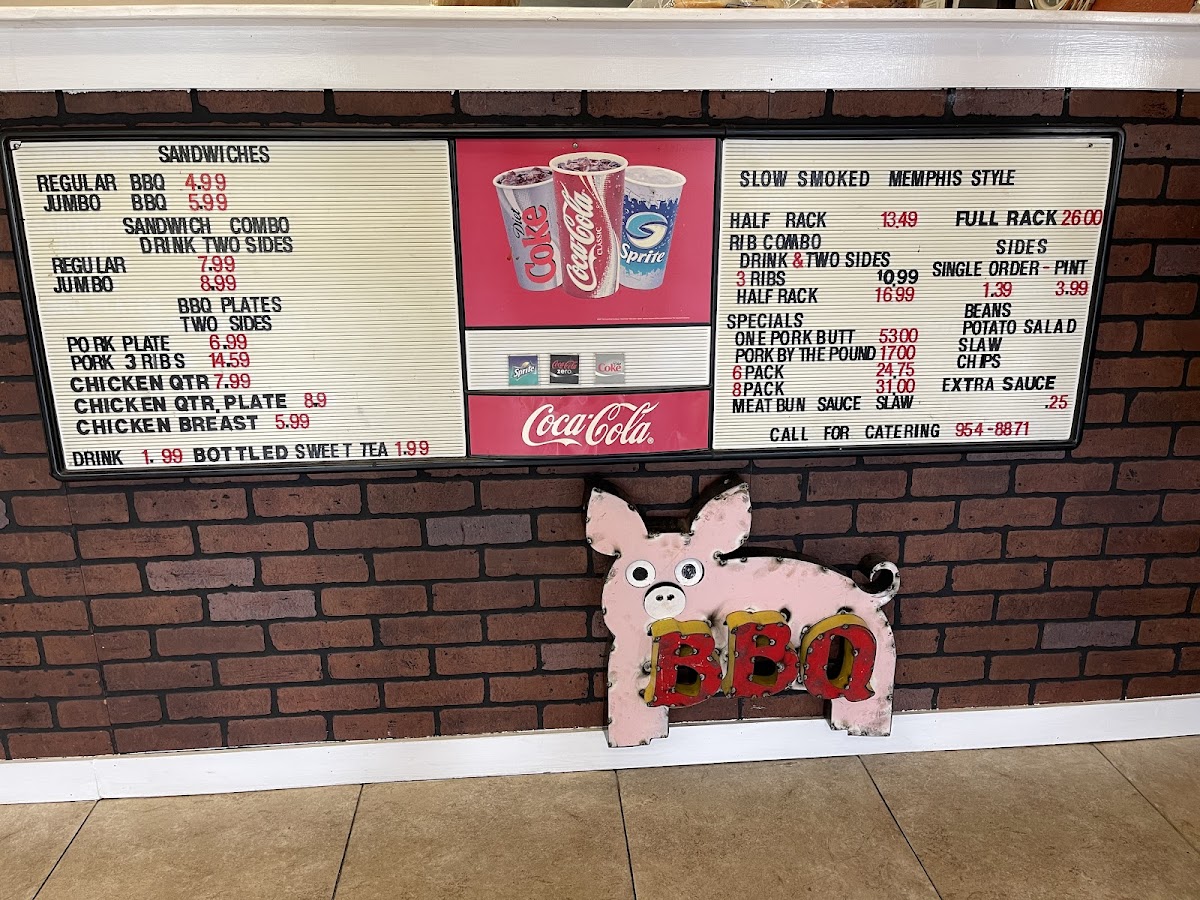 SANDWICHES
REGULAR BBQ 4.99
JUMBO BBQ 5.99
SANDWICH COMBO
DRINK TWO SIDES
REGULAR 7.99
JUMBO 8.99
BBQ PLATES
TWO SIDES
PORK PLATE 6.99
PORK 3 RIBS 14.59
CHICKEN QTR 7.99
CHICKEN QTR. PLATE 8.9
CHICKEN BREAST 5.99
DRINK 1.99 BOTTLED SWEET TEA 1.99
Diet Coke
Coca-Cola CLASSIC
Sprite
Sprite
Coca-Cola zero
Diet Coke
Coca-Cola®
SLOW SMOKED MEMPHIS STYLE
HALF RACK 13.49
RIB COMBO
DRINK & TWO SIDES
3 RIBS 10,99
HALF RACK 16.99
SPECIALS
ONE PORK BUTT 5300
PORK BY THE POUND 1700
6 PACK 24,75
8 PACK 31.00
MEAT BUN SAUCE SLAW
FULL RACK 2600
SIDES
SINGLE ORDER - PINT
1.39 3.99
BEANS
POTATO SALAD
SLAW
CHIPS
EXTRA SAUCE
.25
CALL FOR CATERING 954-8871
BBQ